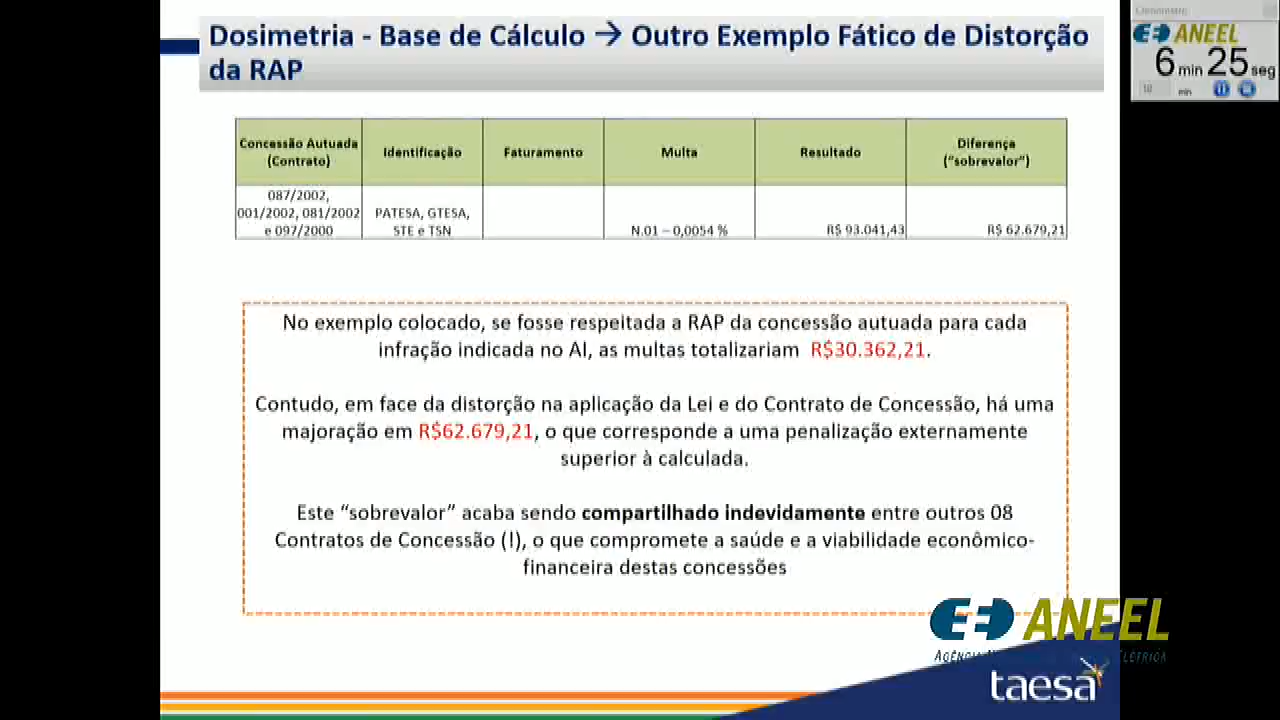 Dosimetria - Base de Cálculo → Outro Exemplo Fático de Distorção
da RAP
Cronômetro
ANEEL
6 min 25 seg
10 min
Concessão Autuada
(Contrato)
Identificação
Faturamento
Multa
Resultado
Diferença
(“sobrevalor”)
087/2002,
001/2002, 081/2002
e 097/2000
PATESA, GTESA,
STE e TSN
N.01 – 0,0054 %
R$ 93.041,43
R$ 62.679,21
No exemplo colocado, se fosse respeitada a RAP da concessão autuada para cada
infração indicada no AI, as multas totalizariam R$30.362,21.
Contudo, em face da distorção na aplicação da Lei e do Contrato de Concessão, há uma
majoração em R$62.679,21, o que corresponde a uma penalização externamente
superior à calculada.
Este “sobrevalor” acaba sendo compartilhado indevidamente entre outros 08
Contratos de Concessão (!), o que compromete a saúde e a viabilidade econômico-
financeira destas concessões
ANEEL
taesa